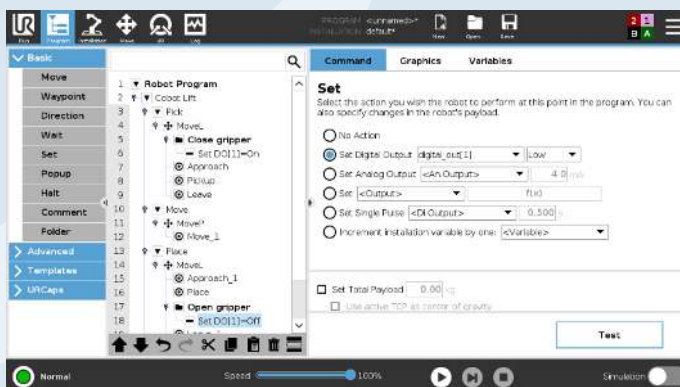 UR
PROGRAM <unnamed>*
INSTALLATION default*
2 1
B A
Run
Program
Installation
Move
I/O
Log
New
Open
Save
Basic
Command
Graphics
Variables
Move
Waypoint
Direction
Wait
Set
Popup
Halt
Comment
Folder
Advanced
Templates
URCaps
1 Robot Program
2 Cobot Lift
3 Pick
4 MoveL
5 Close gripper
6 Set DO[1]=On
7 Approach
8 Pickup
9 Leave
10 Move
11 MoveP
12 Move_1
13 Place
14 MoveL
15 Approach_1
16 Place
17 Open gripper
18 Set DO[1]=Off
Set
Select the action you wish the robot to perform at this point in the program. You can
also specify changes in the robot's payload.
No Action
Set Digital Output digital_out[1] Low
Set Analog Output <An.Output> 4.0 mA
Set <Output> f(x)
Set Single Pulse <DI.Output> 0.500 s
Increment installation variable by one: <Variable>
Set Total Payload 0.00 kg
Use active TCP as center of gravity
Test
Normal
Speed 100%
Simulation